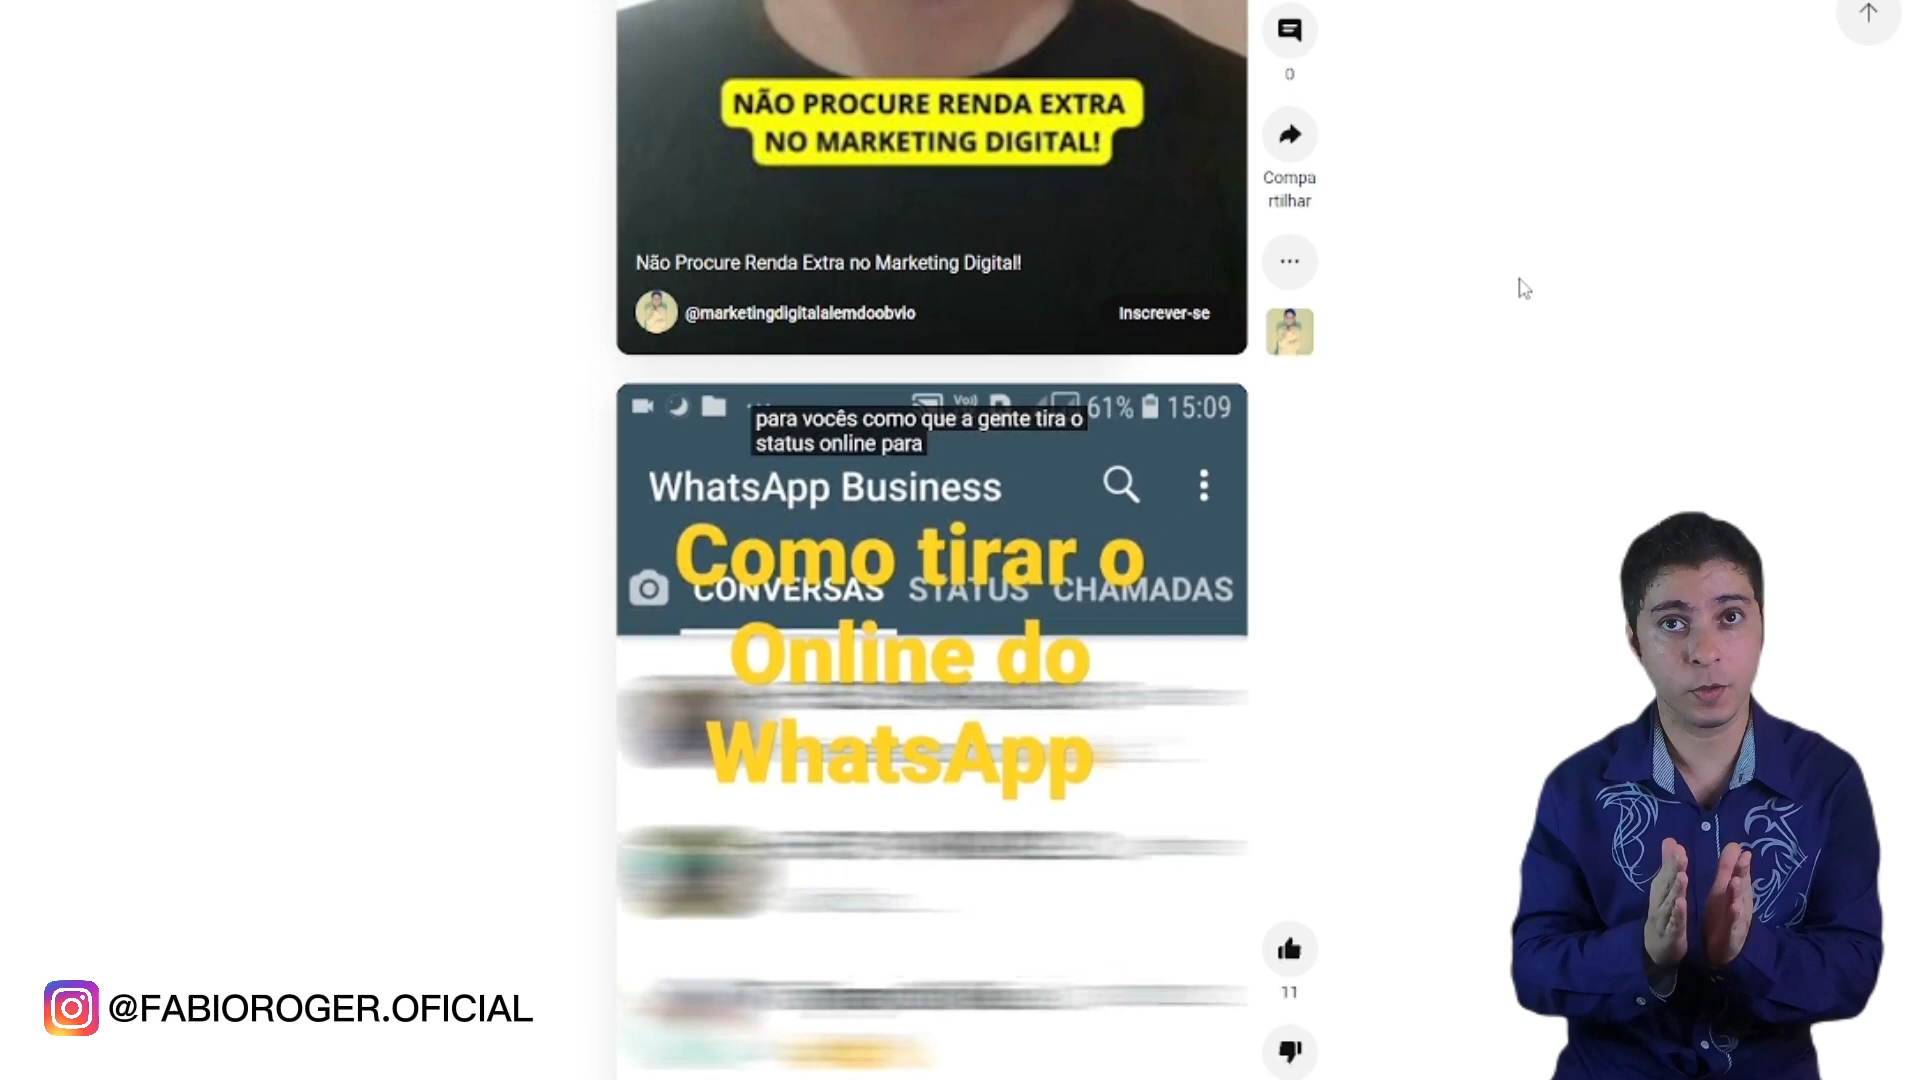 NÃO PROCURE RENDA EXTRA
NO MARKETING DIGITAL!
Não Procure Renda Extra no Marketing Digital!
@marketingdigitalalemdoobvio
Inscrever-se
0
Compa
rtilhar
61% 15:09
para vocês como que a gente tira o
status online para
WhatsApp Business
Como tirar o
CONVERSAS STATUS CHAMADAS
Online do
WhatsApp
11
@FABIOROGER.OFICIAL